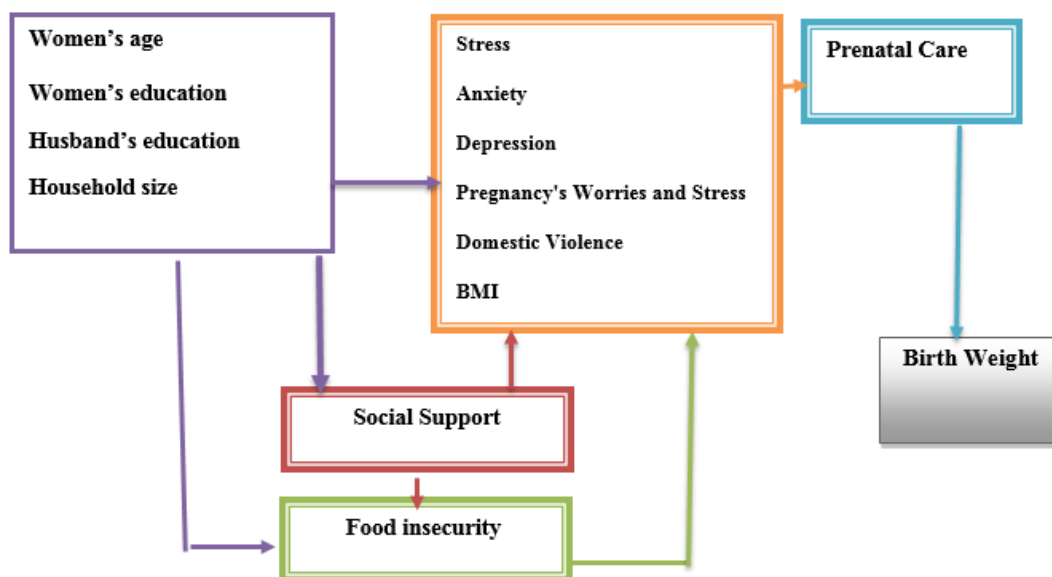 Women’s age
Women’s education
Husband’s education
Household size
Stress
Anxiety
Depression
Pregnancy's Worries and Stress
Domestic Violence
BMI
Prenatal Care
Birth Weight
Social Support
Food insecurity